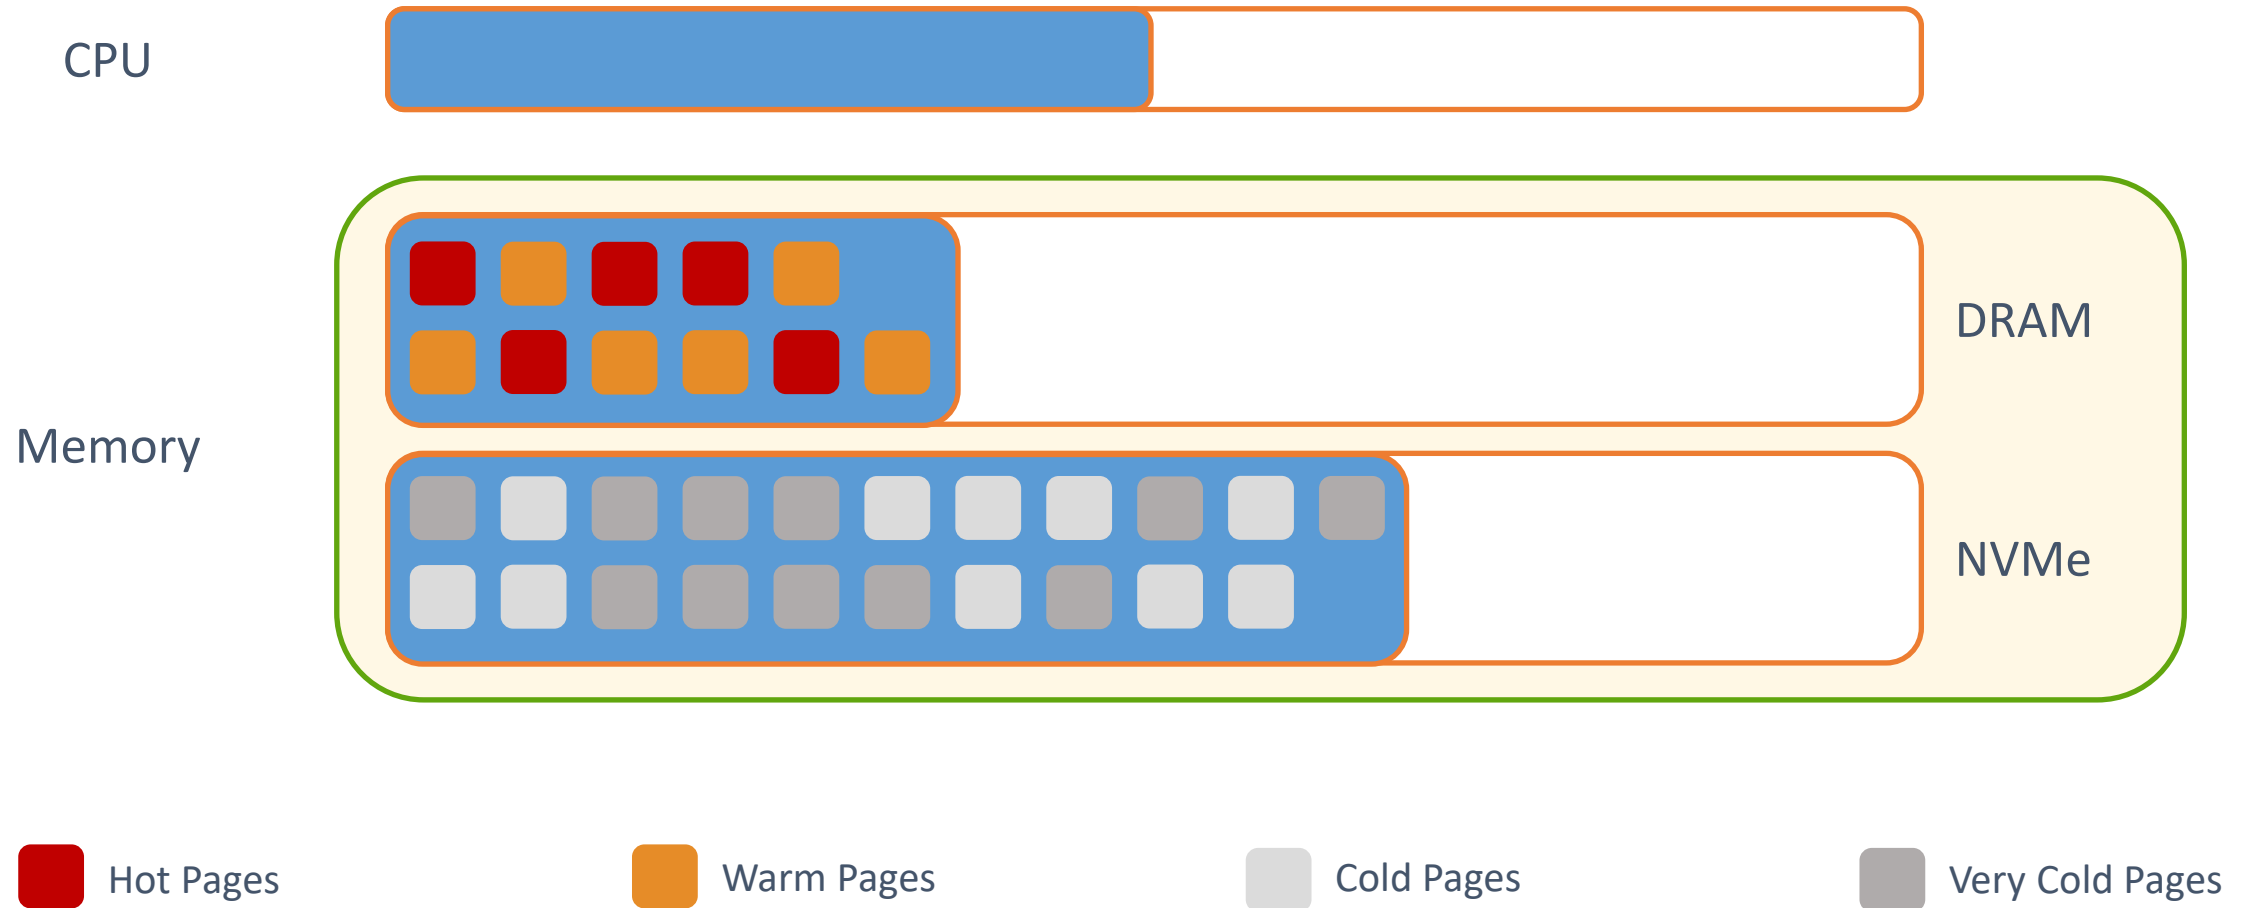 CPU
DRAM
Memory
NVMe
Hot Pages
Warm Pages
Cold Pages
Very Cold Pages